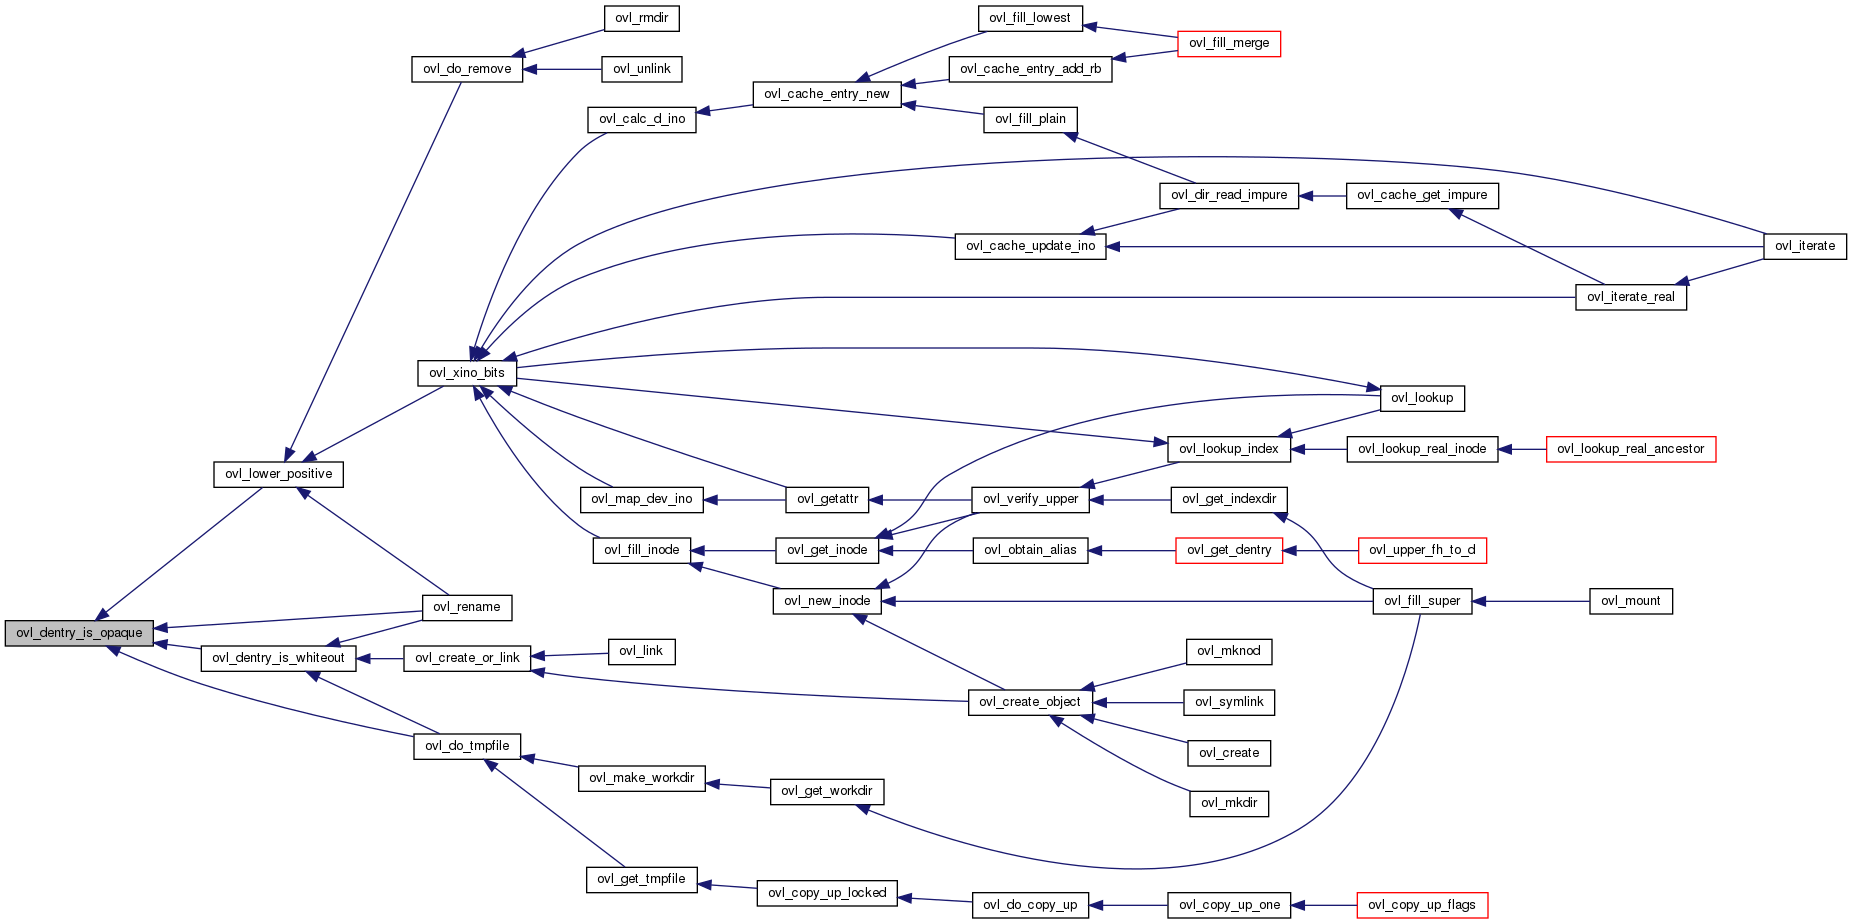 ovl_rmdir
ovl_fill_lowest
ovl_fill_merge
ovl_do_remove
ovl_unlink
ovl_cache_entry_add_rb
ovl_cache_entry_new
ovl_calc_d_ino
ovl_fill_plain
ovl_dir_read_impure
ovl_cache_get_impure
ovl_cache_update_ino
ovl_iterate
ovl_iterate_real
ovl_xino_bits
ovl_lookup
ovl_lookup_index
ovl_lookup_real_inode
ovl_lookup_real_ancestor
ovl_lower_positive
ovl_map_dev_ino
ovl_getattr
ovl_verify_upper
ovl_get_indexdir
ovl_fill_inode
ovl_get_inode
ovl_obtain_alias
ovl_get_dentry
ovl_upper_fh_to_d
ovl_rename
ovl_new_inode
ovl_fill_super
ovl_mount
ovl_dentry_is_opaque
ovl_dentry_is_whiteout
ovl_create_or_link
ovl_link
ovl_mknod
ovl_create_object
ovl_symlink
ovl_do_tmpfile
ovl_create
ovl_make_workdir
ovl_get_workdir
ovl_mkdir
ovl_get_tmpfile
ovl_copy_up_locked
ovl_do_copy_up
ovl_copy_up_one
ovl_copy_up_flags